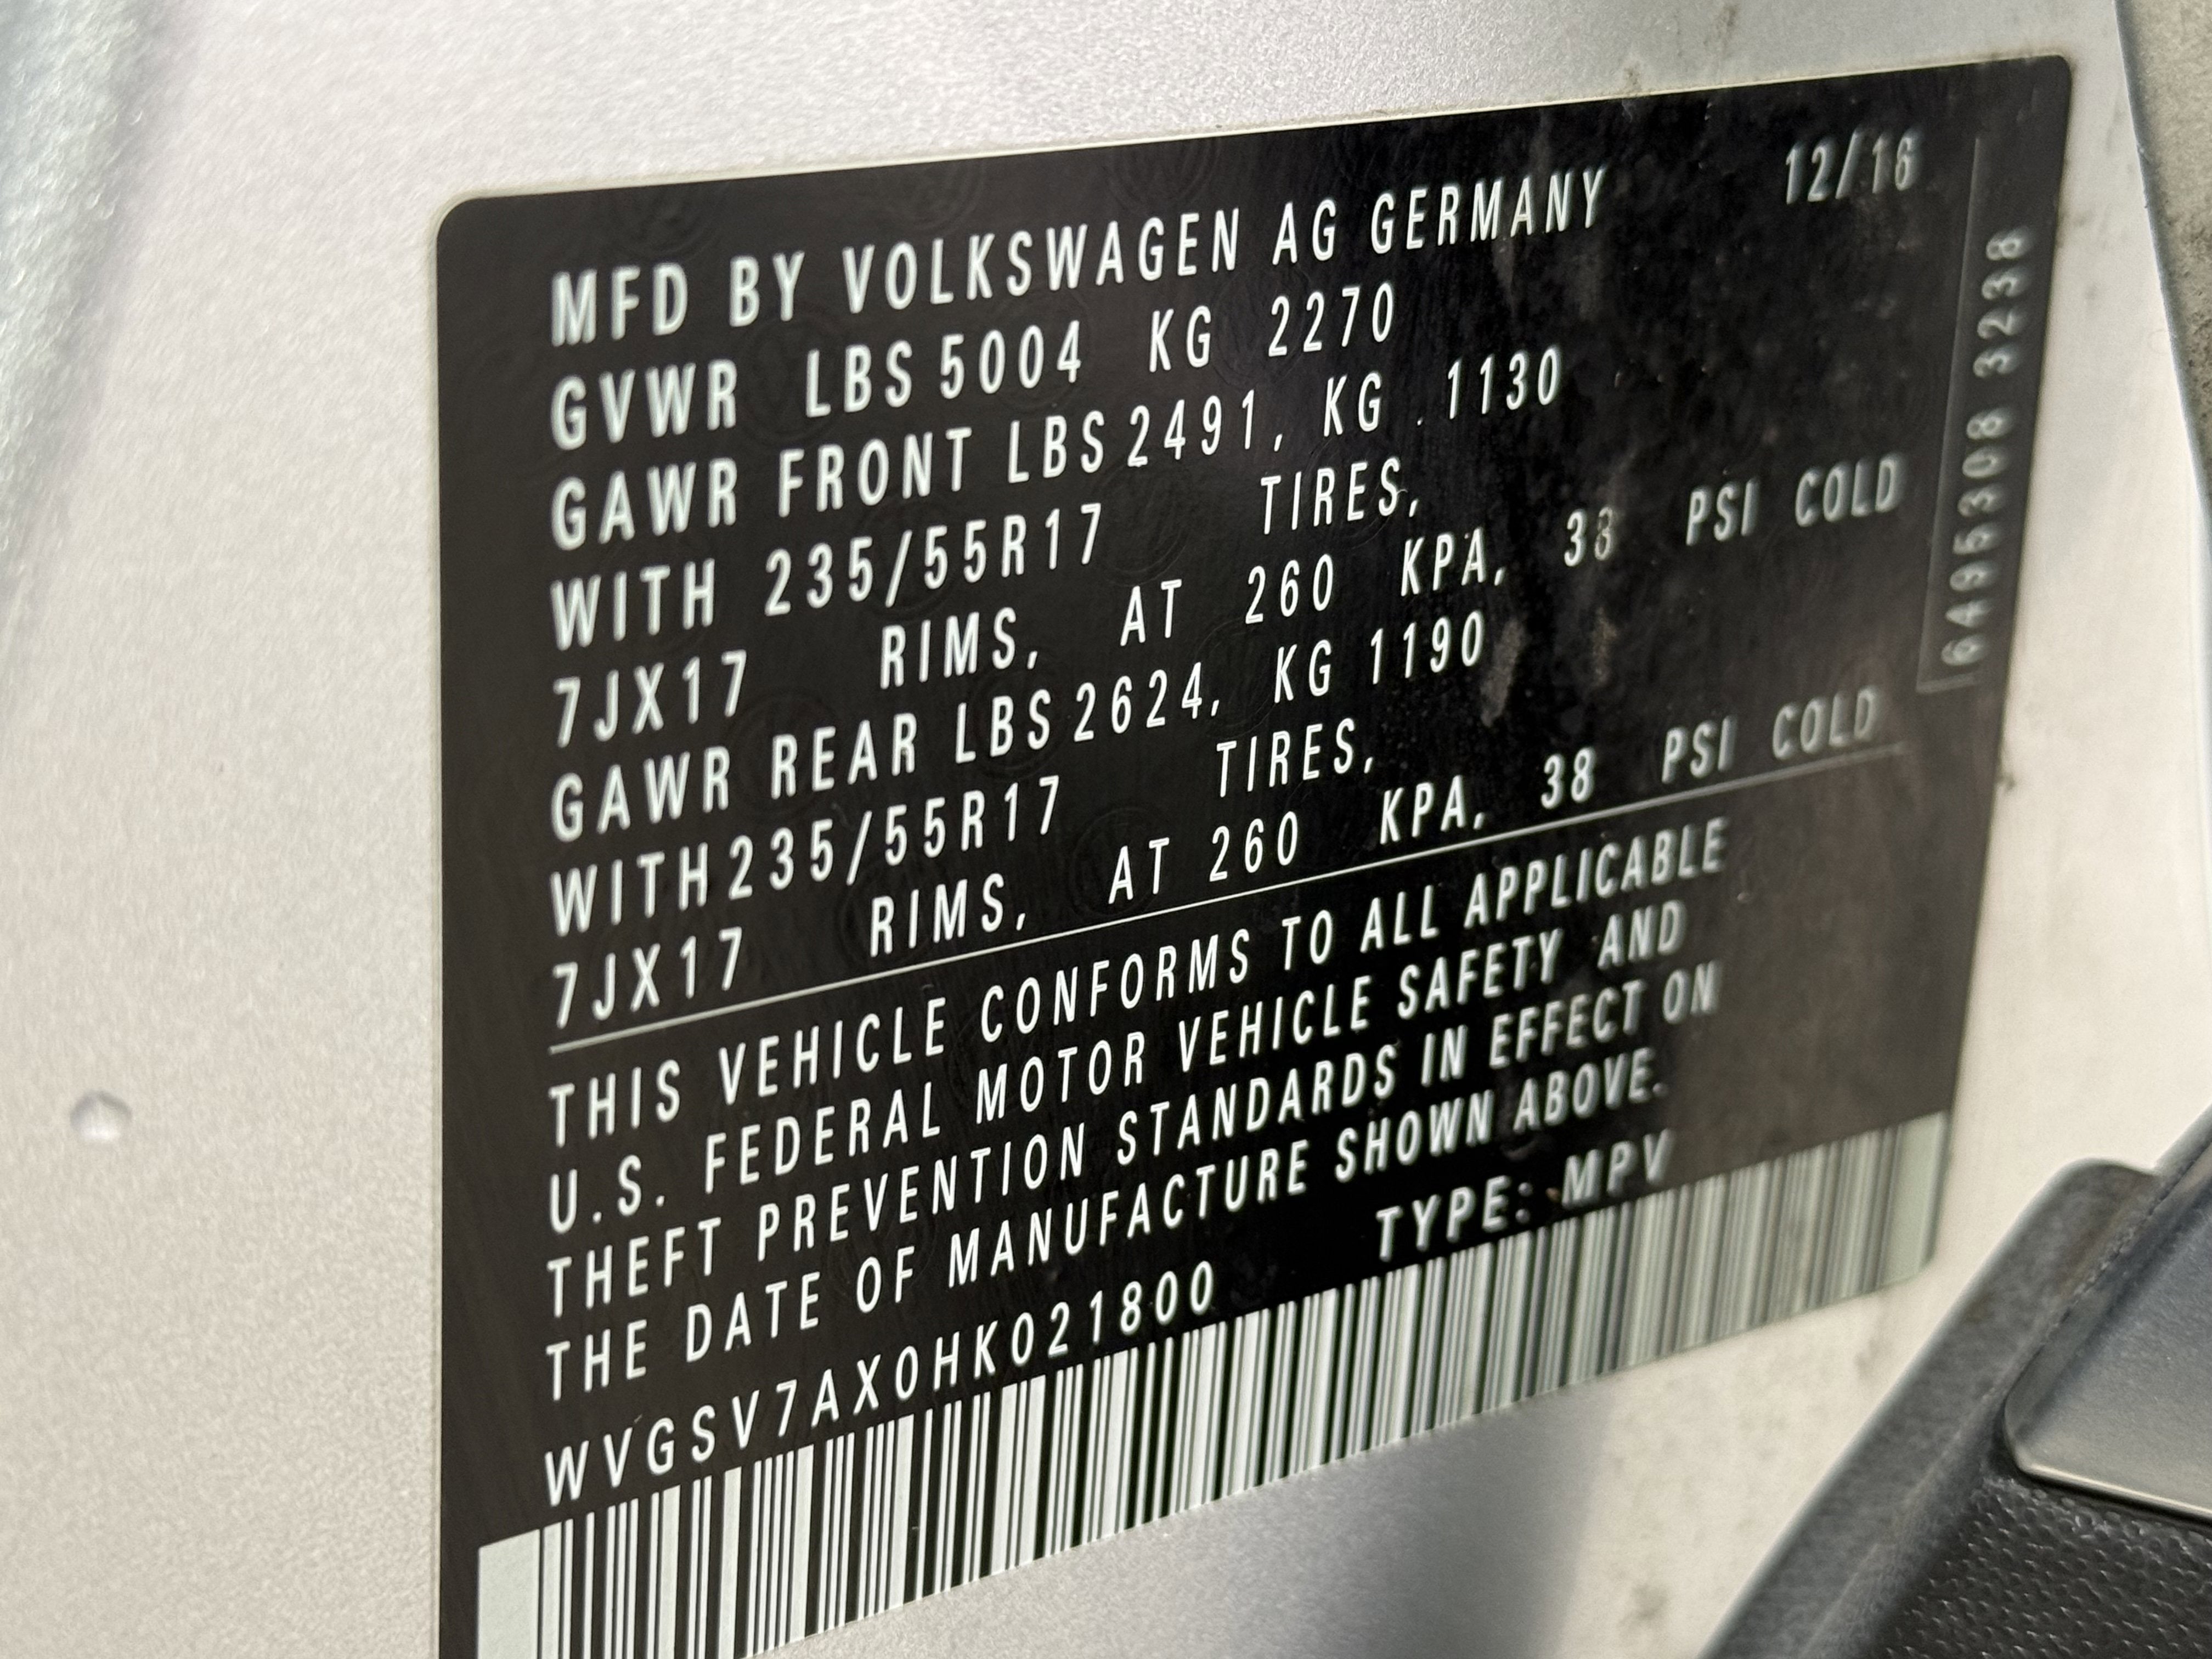 MFD BY VOLKSWAGEN AG GERMANY 12/16
GVWR LBS 5004 KG 2270
GAWR FRONT LBS 2491, KG 1130
WITH 235/55R17 TIRES,
7JX17 RIMS, AT 260 KPA, 38 PSI COLD
GAWR REAR LBS 2624, KG 1190
WITH 235/55R17 TIRES,
7JX17 RIMS, AT 260 KPA, 38 PSI COLD
THIS VEHICLE CONFORMS TO ALL APPLICABLE
U.S. FEDERAL MOTOR VEHICLE SAFETY AND
THEFT PREVENTION STANDARDS IN EFFECT ON
THE DATE OF MANUFACTURE SHOWN ABOVE.
WVGSV7AX0HK021800 TYPE: MPV
6495308 3238